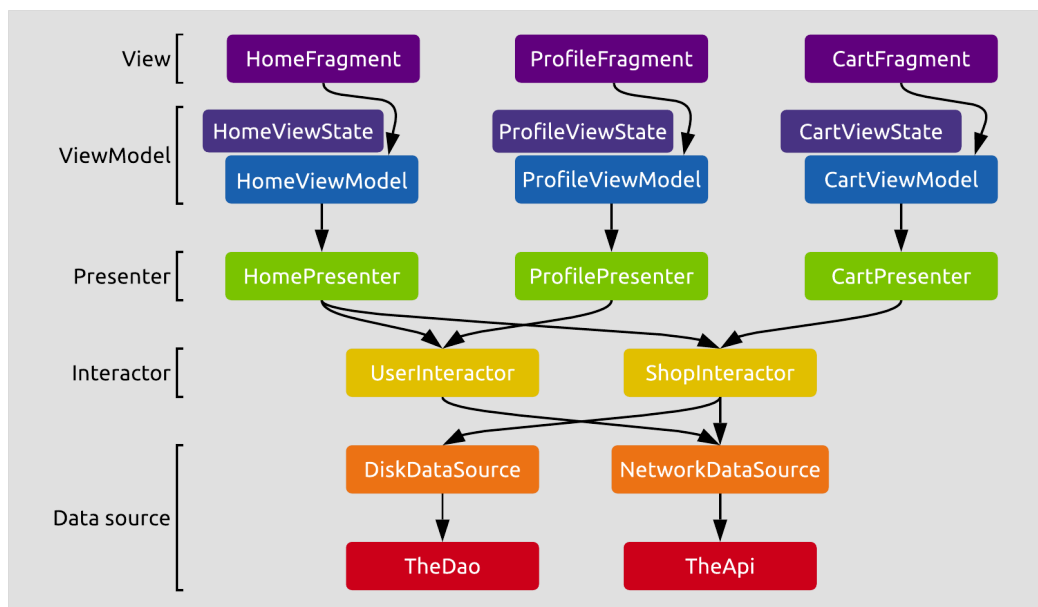 View
HomeFragment
ProfileFragment
CartFragment
ViewModel
HomeViewState
ProfileViewState
CartViewState
HomeViewModel
ProfileViewModel
CartViewModel
Presenter
HomePresenter
ProfilePresenter
CartPresenter
Interactor
UserInteractor
ShopInteractor
Data source
DiskDataSource
NetworkDataSource
TheDao
TheApi